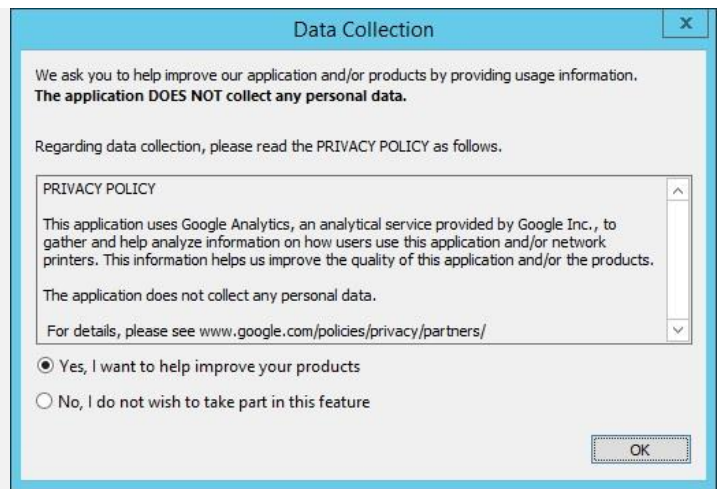 Data Collection
x
We ask you to help improve our application and/or products by providing usage information.
The application DOES NOT collect any personal data.
Regarding data collection, please read the PRIVACY POLICY as follows.
PRIVACY POLICY
This application uses Google Analytics, an analytical service provided by Google Inc., to
gather and help analyze information on how users use this application and/or network
printers. This information helps us improve the quality of this application and/or the products.
The application does not collect any personal data.
For details, please see www.google.com/policies/privacy/partners/
Yes, I want to help improve your products
No, I do not wish to take part in this feature
OK